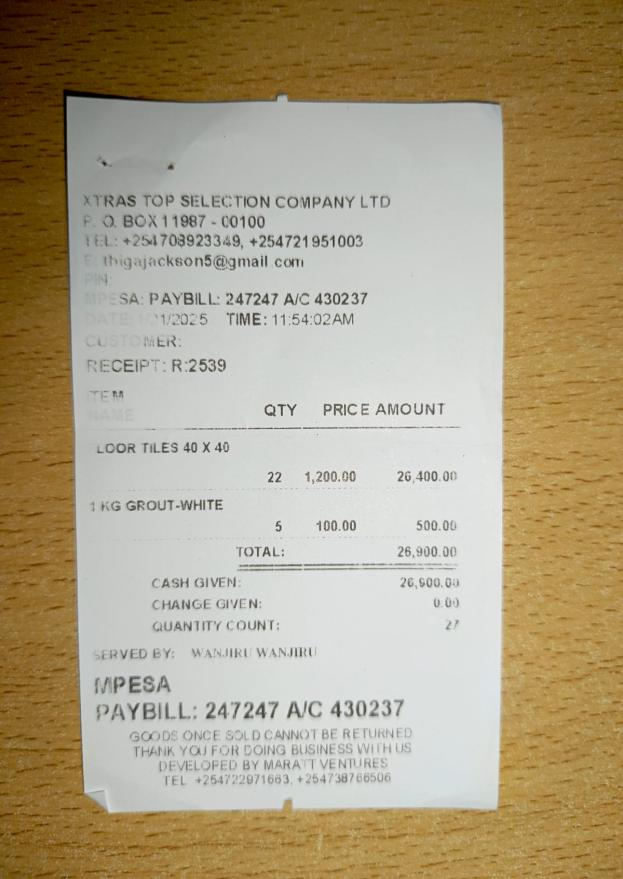 XTRAS TOP SELECTION COMPANY LTD
P. O. BOX 11987 - 00100
TEL: +254708923349, +254721951003
E: thigajackson5@gmail.com
PIN:
MPESA: PAYBILL: 247247 A/C 430237
DATE: 1/2025 TIME: 11:54:02AM
CUSTOMER:
RECEIPT: R:2539
ITEM
NAME QTY PRICE AMOUNT
LOOR TILES 40 X 40
22 1,200.00 26,400.00
1 KG GROUT-WHITE
5 100.00 500.00
TOTAL: 26,900.00
CASH GIVEN: 26,900.00
CHANGE GIVEN: 0.00
QUANTITY COUNT: 27
SERVED BY: WANJIRU WANJIRU
MPESA
PAYBILL: 247247 A/C 430237
GOODS ONCE SOLD CANNOT BE RETURNED
THANK YOU FOR DOING BUSINESS WITH US
DEVELOPED BY MARATT VENTURES
TEL +254722971663, +254738766506